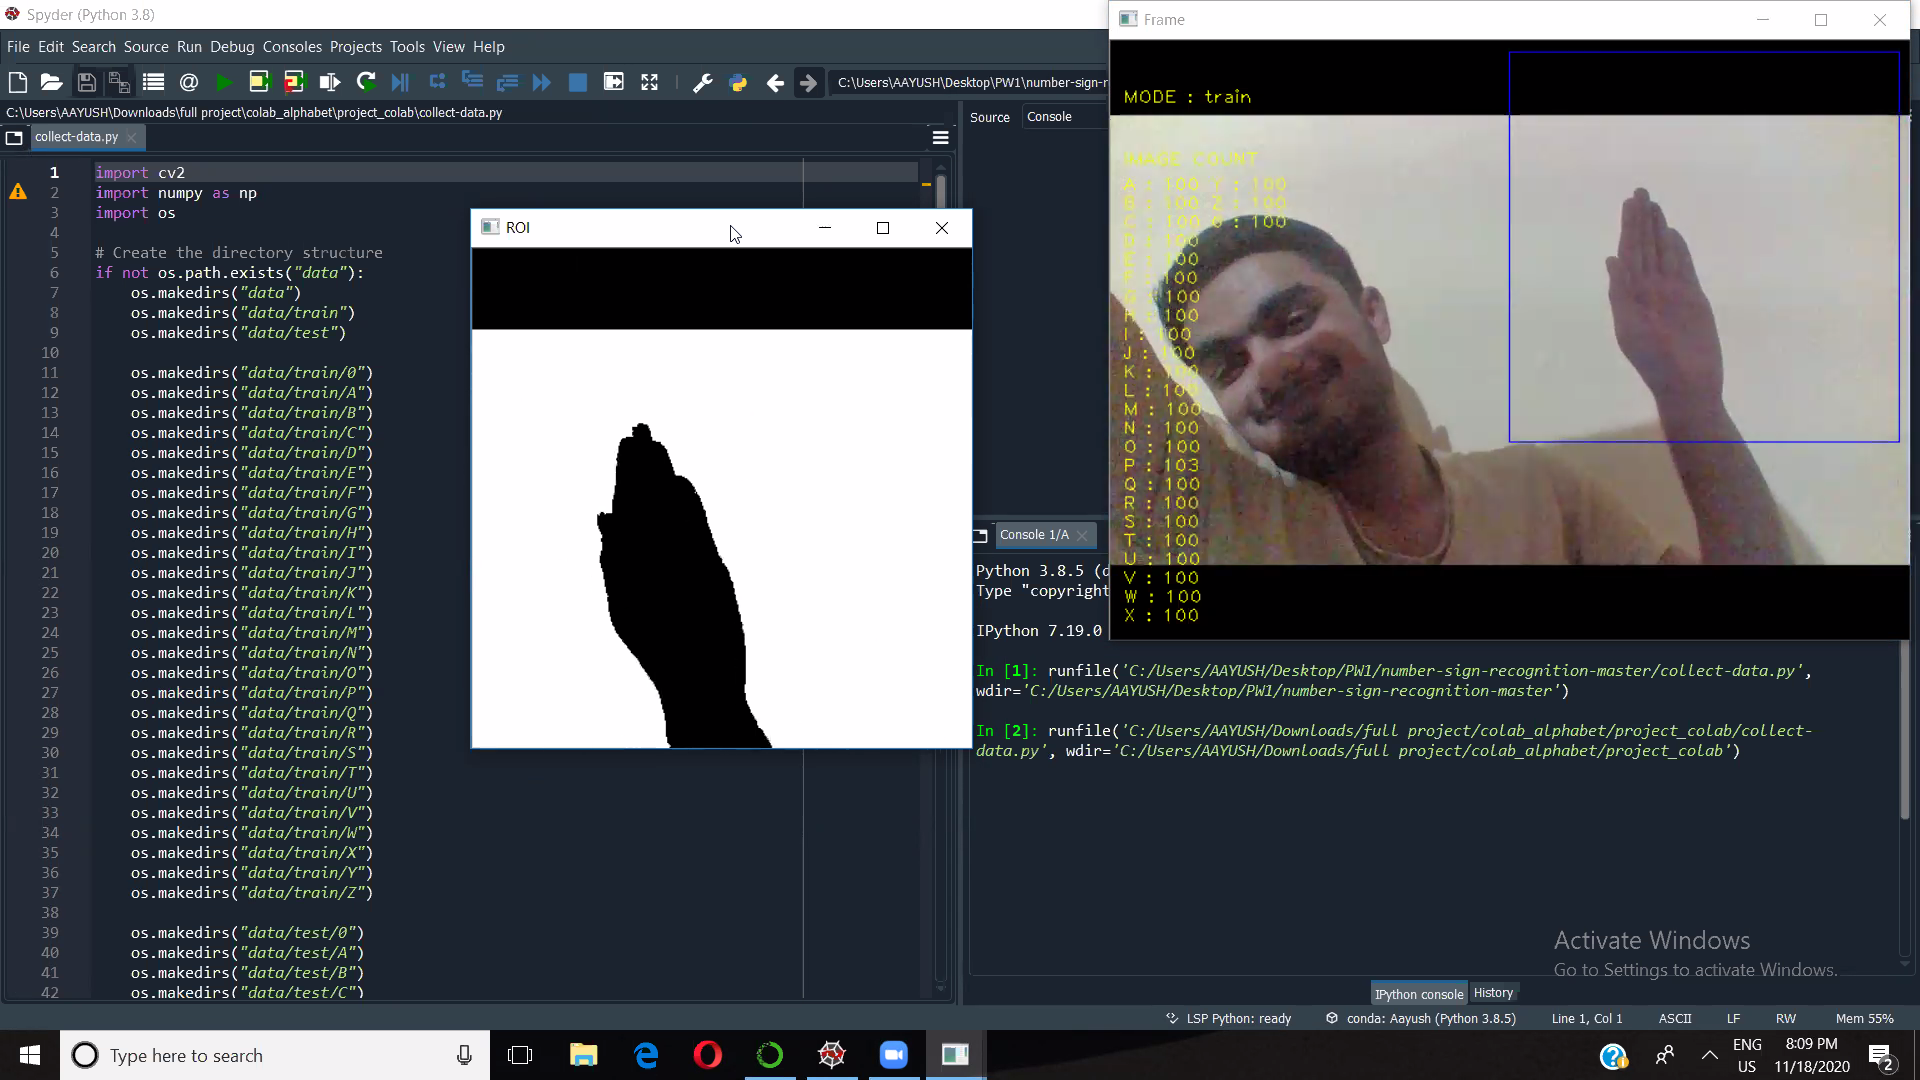 Spyder (Python 3.8)
File Edit Search Source Run Debug Consoles Projects Tools View Help
C:\Users\AAYUSH\Desktop\PW1\number-sign-r
C:\Users\AAYUSH\Downloads\full project\colab_alphabet\project_colab\collect-data.py
collect-data.py
1 import cv2
2 import numpy as np
3 import os
4
5 # Create the directory structure
6 if not os.path.exists("data"):
7 os.makedirs("data")
8 os.makedirs("data/train")
9 os.makedirs("data/test")
10
11 os.makedirs("data/train/0")
12 os.makedirs("data/train/A")
13 os.makedirs("data/train/B")
14 os.makedirs("data/train/C")
15 os.makedirs("data/train/D")
16 os.makedirs("data/train/E")
17 os.makedirs("data/train/F")
18 os.makedirs("data/train/G")
19 os.makedirs("data/train/H")
20 os.makedirs("data/train/I")
21 os.makedirs("data/train/J")
22 os.makedirs("data/train/K")
23 os.makedirs("data/train/L")
24 os.makedirs("data/train/M")
25 os.makedirs("data/train/N")
26 os.makedirs("data/train/O")
27 os.makedirs("data/train/P")
28 os.makedirs("data/train/Q")
29 os.makedirs("data/train/R")
30 os.makedirs("data/train/S")
31 os.makedirs("data/train/T")
32 os.makedirs("data/train/U")
33 os.makedirs("data/train/V")
34 os.makedirs("data/train/W")
35 os.makedirs("data/train/X")
36 os.makedirs("data/train/Y")
37 os.makedirs("data/train/Z")
38
39 os.makedirs("data/test/0")
40 os.makedirs("data/test/A")
41 os.makedirs("data/test/B")
42 os.makedirs("data/test/C")
ROI
Source Console
Frame
MODE : train
IMAGE COUNT
A : 100 Y : 100
B : 100 Z : 100
C : 100 0 : 100
D : 100
E : 100
F : 100
G : 100
H : 100
I : 100
J : 100
K : 100
L : 100
M : 100
N : 100
O : 100
P : 103
Q : 100
R : 100
S : 100
T : 100
U : 100
V : 100
W : 100
X : 100
Console 1/A
Python 3.8.5 (d
Type "copyright
IPython 7.19.0
In [1]: runfile('C:/Users/AAYUSH/Desktop/PW1/number-sign-recognition-master/collect-data.py',
wdir='C:/Users/AAYUSH/Desktop/PW1/number-sign-recognition-master')
In [2]: runfile('C:/Users/AAYUSH/Downloads/full project/colab_alphabet/project_colab/collect-
data.py', wdir='C:/Users/AAYUSH/Downloads/full project/colab_alphabet/project_colab')
Activate Windows
Go to Settings to activate Windows.
IPython console History
LSP Python: ready conda: Aayush (Python 3.8.5) Line 1, Col 1 ASCII LF RW Mem 55%
Type here to search
ENG
US
8:09 PM
11/18/2020
2